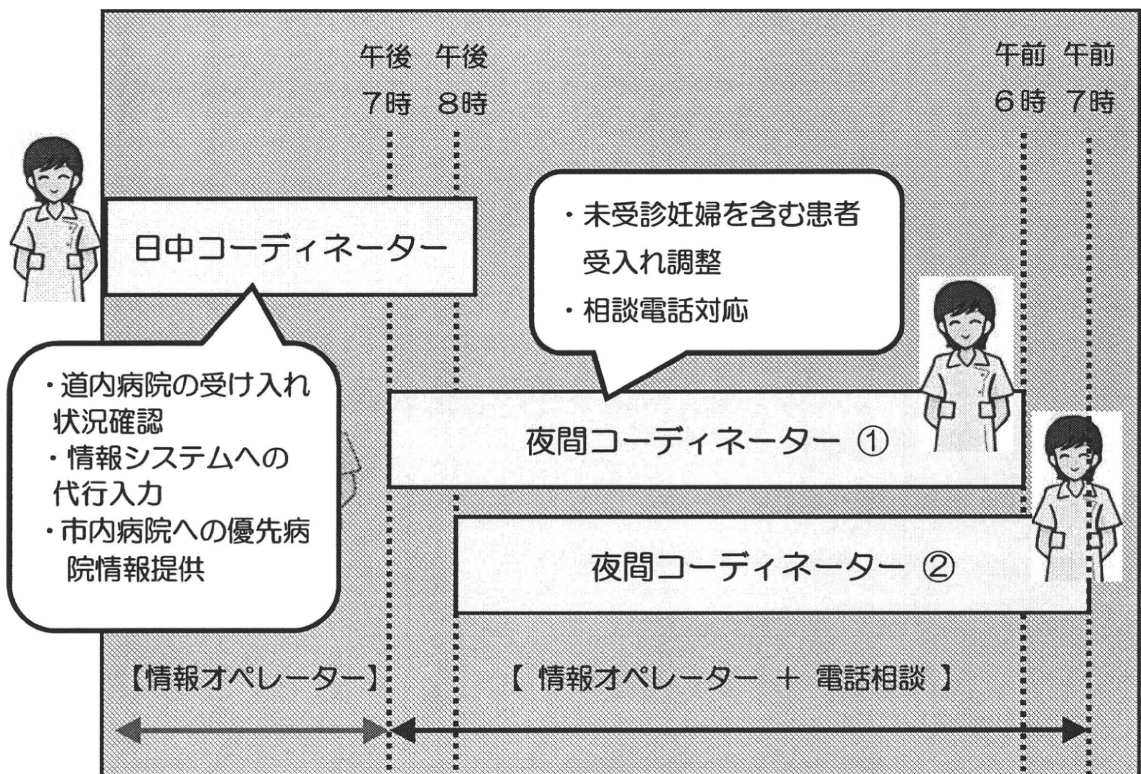 午後 午後
7時 8時
午前 午前
6時 7時
日中コーディネーター
・未受診妊婦を含む患者
受入れ調整
・相談電話対応
・道内病院の受け入れ
状況確認
・情報システムへの
代行入力
・市内病院への優先病
院情報提供
夜間コーディネーター ①
夜間コーディネーター ②
【情報オペレーター】
【 情報オペレーター + 電話相談 】